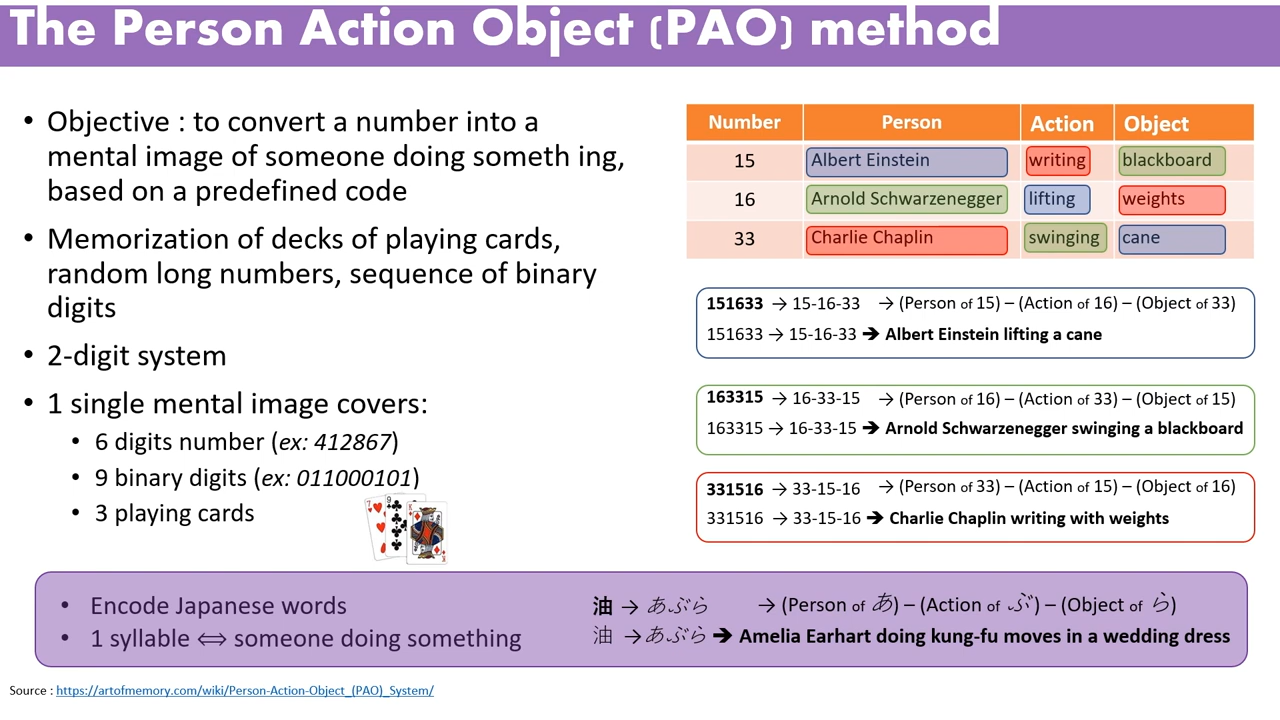 The Person Action Object (PAO) method
• Objective : to convert a number into a
mental image of someone doing someth ing,
based on a predefined code
• Memorization of decks of playing cards,
random long numbers, sequence of binary
digits
• 2-digit system
• 1 single mental image covers:
• 6 digits number (ex: 412867)
• 9 binary digits (ex: 011000101)
• 3 playing cards
Number Person Action Object
15 Albert Einstein writing blackboard
16 Arnold Schwarzenegger lifting weights
33 Charlie Chaplin swinging cane
151633 → 15-16-33 → (Person of 15) – (Action of 16) – (Object of 33)
151633 → 15-16-33 ➔ Albert Einstein lifting a cane
163315 → 16-33-15 → (Person of 16) – (Action of 33) – (Object of 15)
163315 → 16-33-15 ➔ Arnold Schwarzenegger swinging a blackboard
331516 → 33-15-16 → (Person of 33) – (Action of 15) – (Object of 16)
331516 → 33-15-16 ➔ Charlie Chaplin writing with weights
• Encode Japanese words
• 1 syllable ⟺ someone doing something
油 → あぶら → (Person of あ) – (Action of ぶ) – (Object of ら)
油 → あぶら ➔ Amelia Earhart doing kung-fu moves in a wedding dress
Source : https://artofmemory.com/wiki/Person-Action-Object_(PAO)_System/